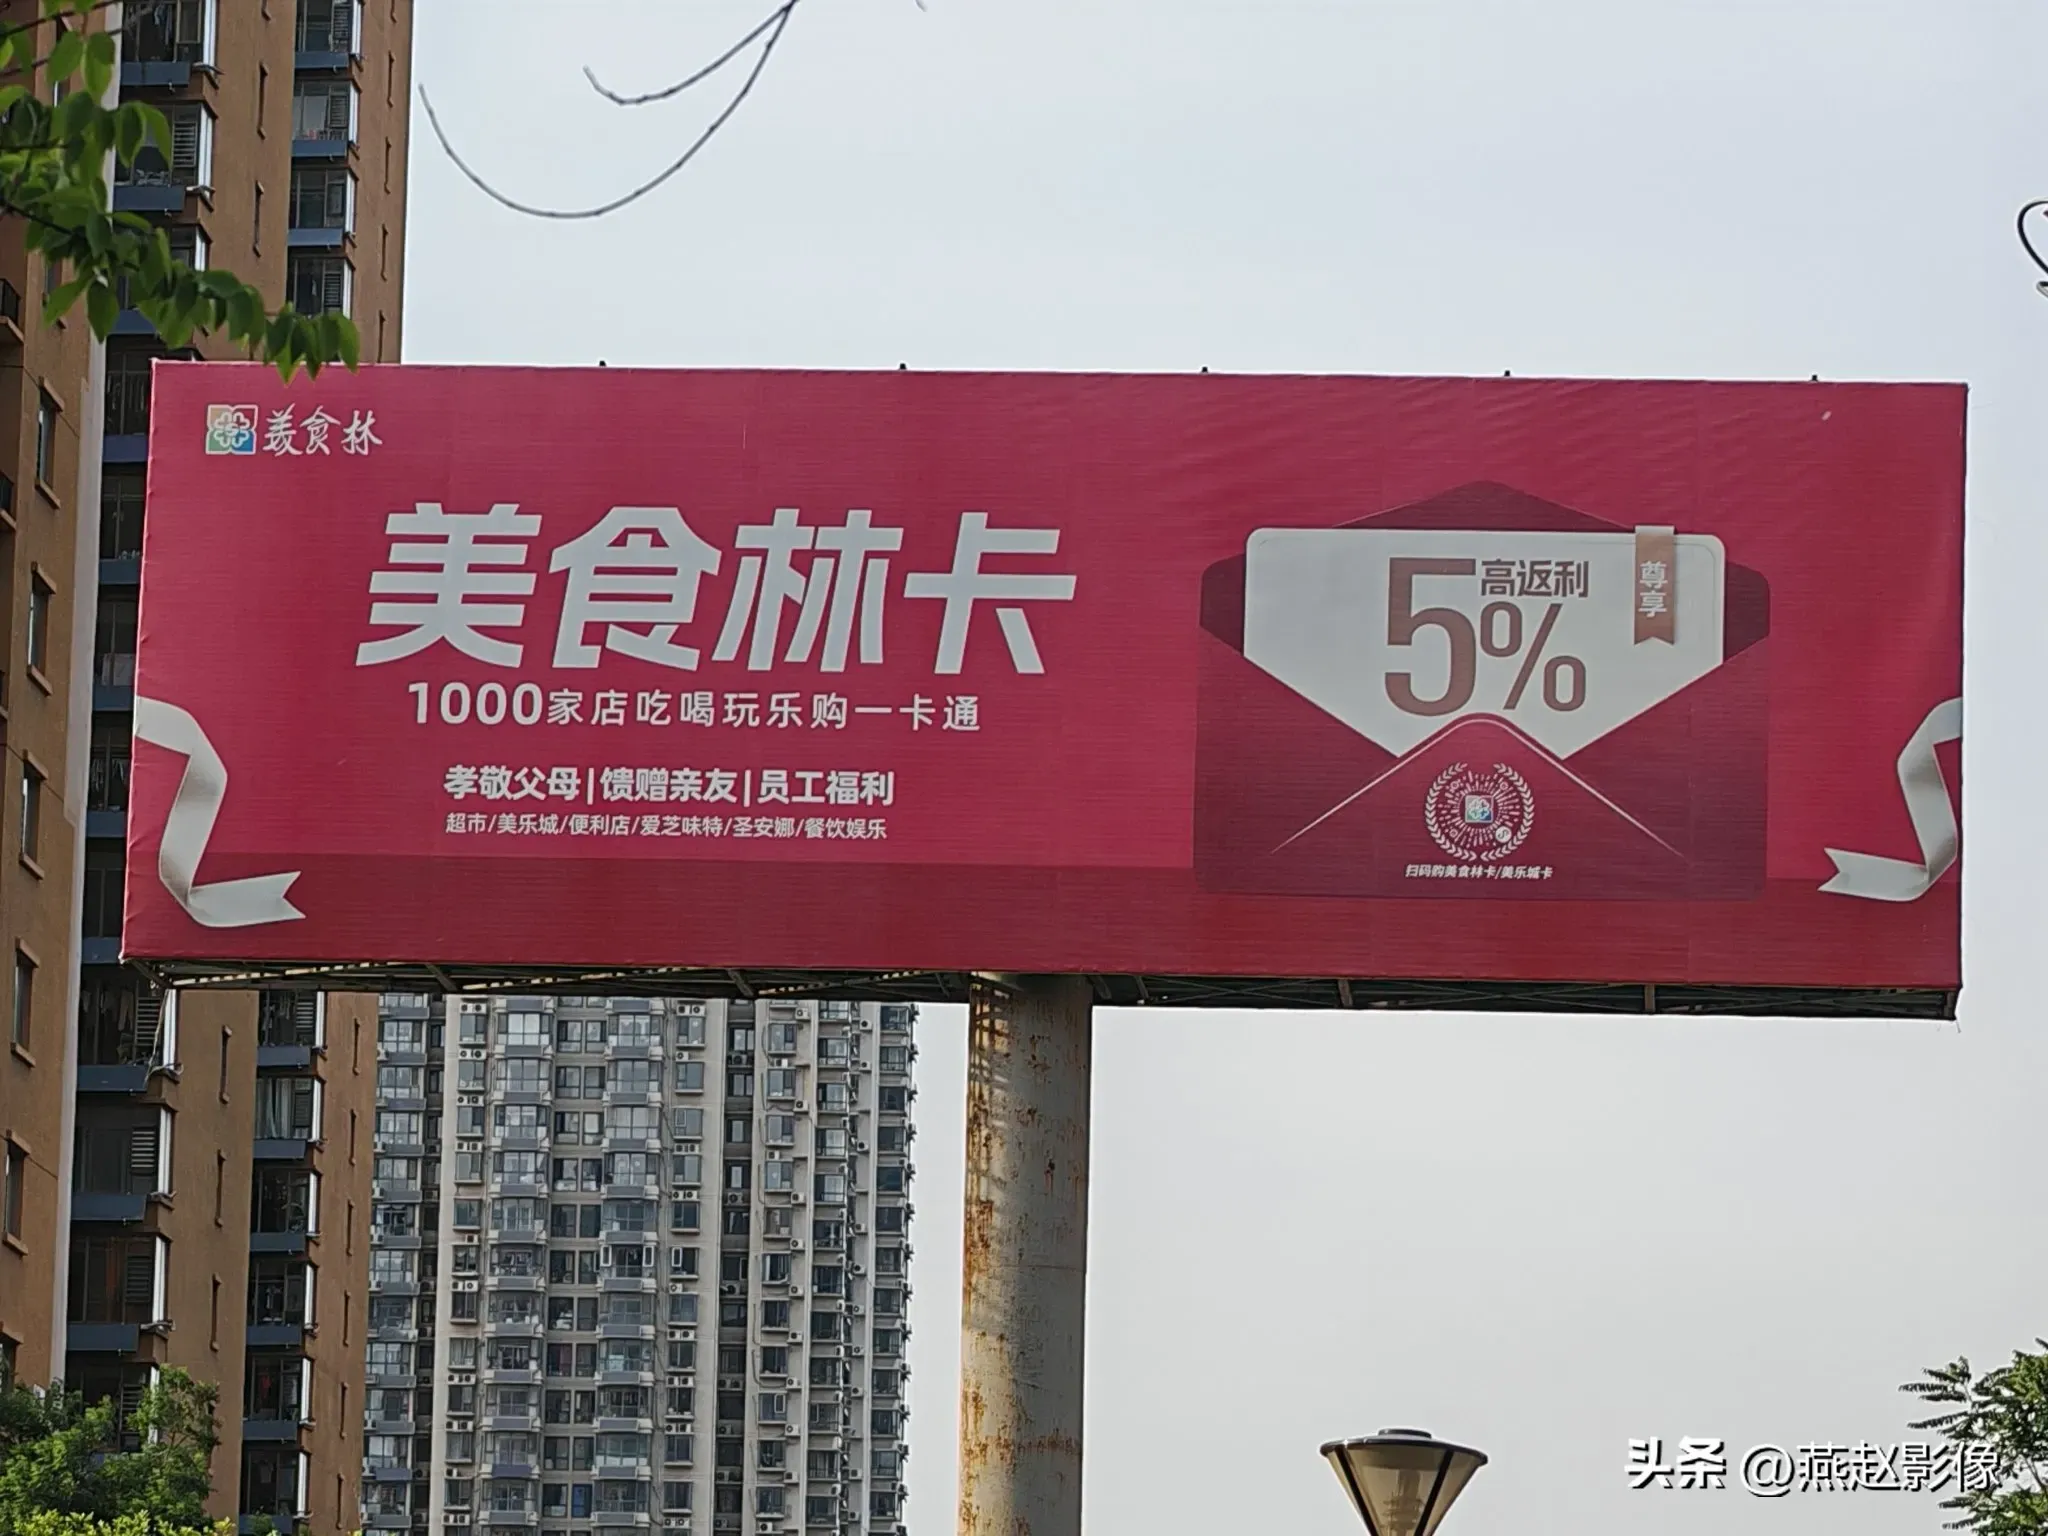 美食林
美食林卡
1000家店吃喝玩乐购一卡通
孝敬父母|馈赠亲友|员工福利
超市/美乐城/便利店/爱芝味特/圣安娜/餐饮娱乐
高返利
5%
尊享
扫码购美食林卡/美乐城卡
头条 @燕赵影像